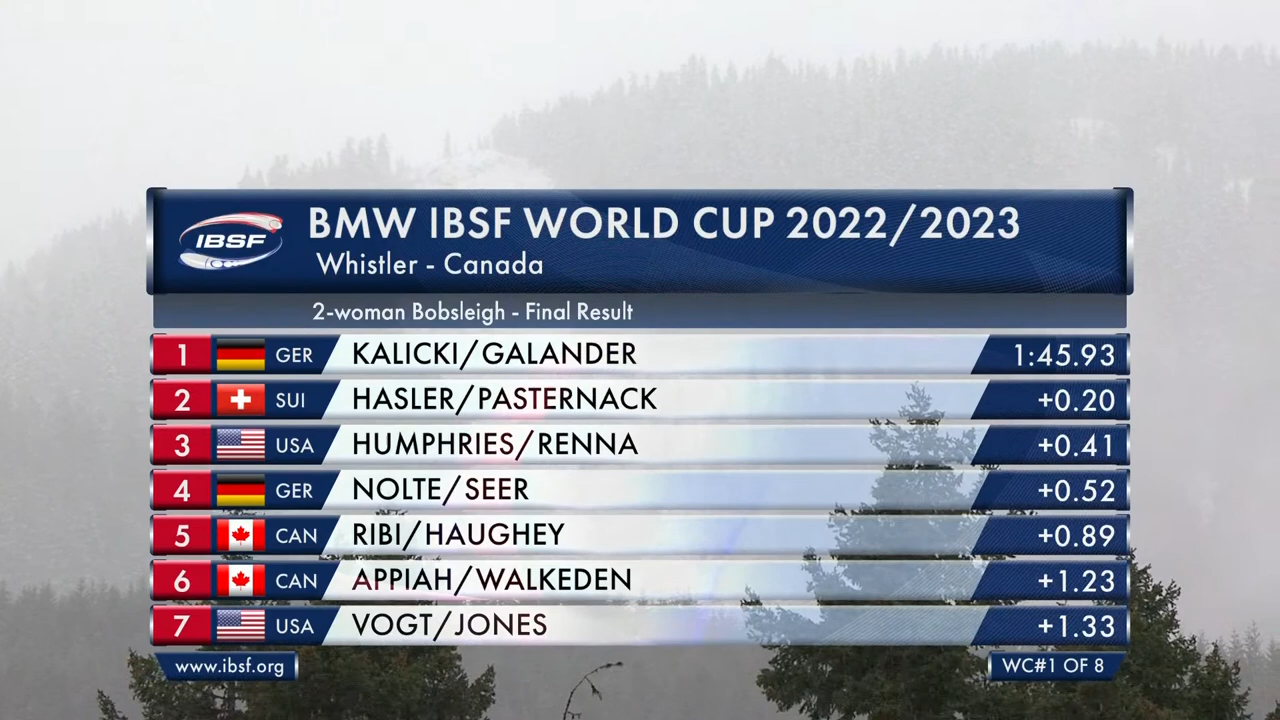 IBSF
BMW IBSF WORLD CUP 2022/2023
Whistler - Canada
2-woman Bobsleigh - Final Result
1 GER KALICKI/GALANDER 1:45.93
2 SUI HASLER/PASTERNACK +0.20
3 USA HUMPHRIES/RENNA +0.41
4 GER NOLTE/SEER +0.52
5 CAN RIBI/HAUGHEY +0.89
6 CAN APPIAH/WALKEDEN +1.23
7 USA VOGT/JONES +1.33
www.ibsf.org WC#1 OF 8